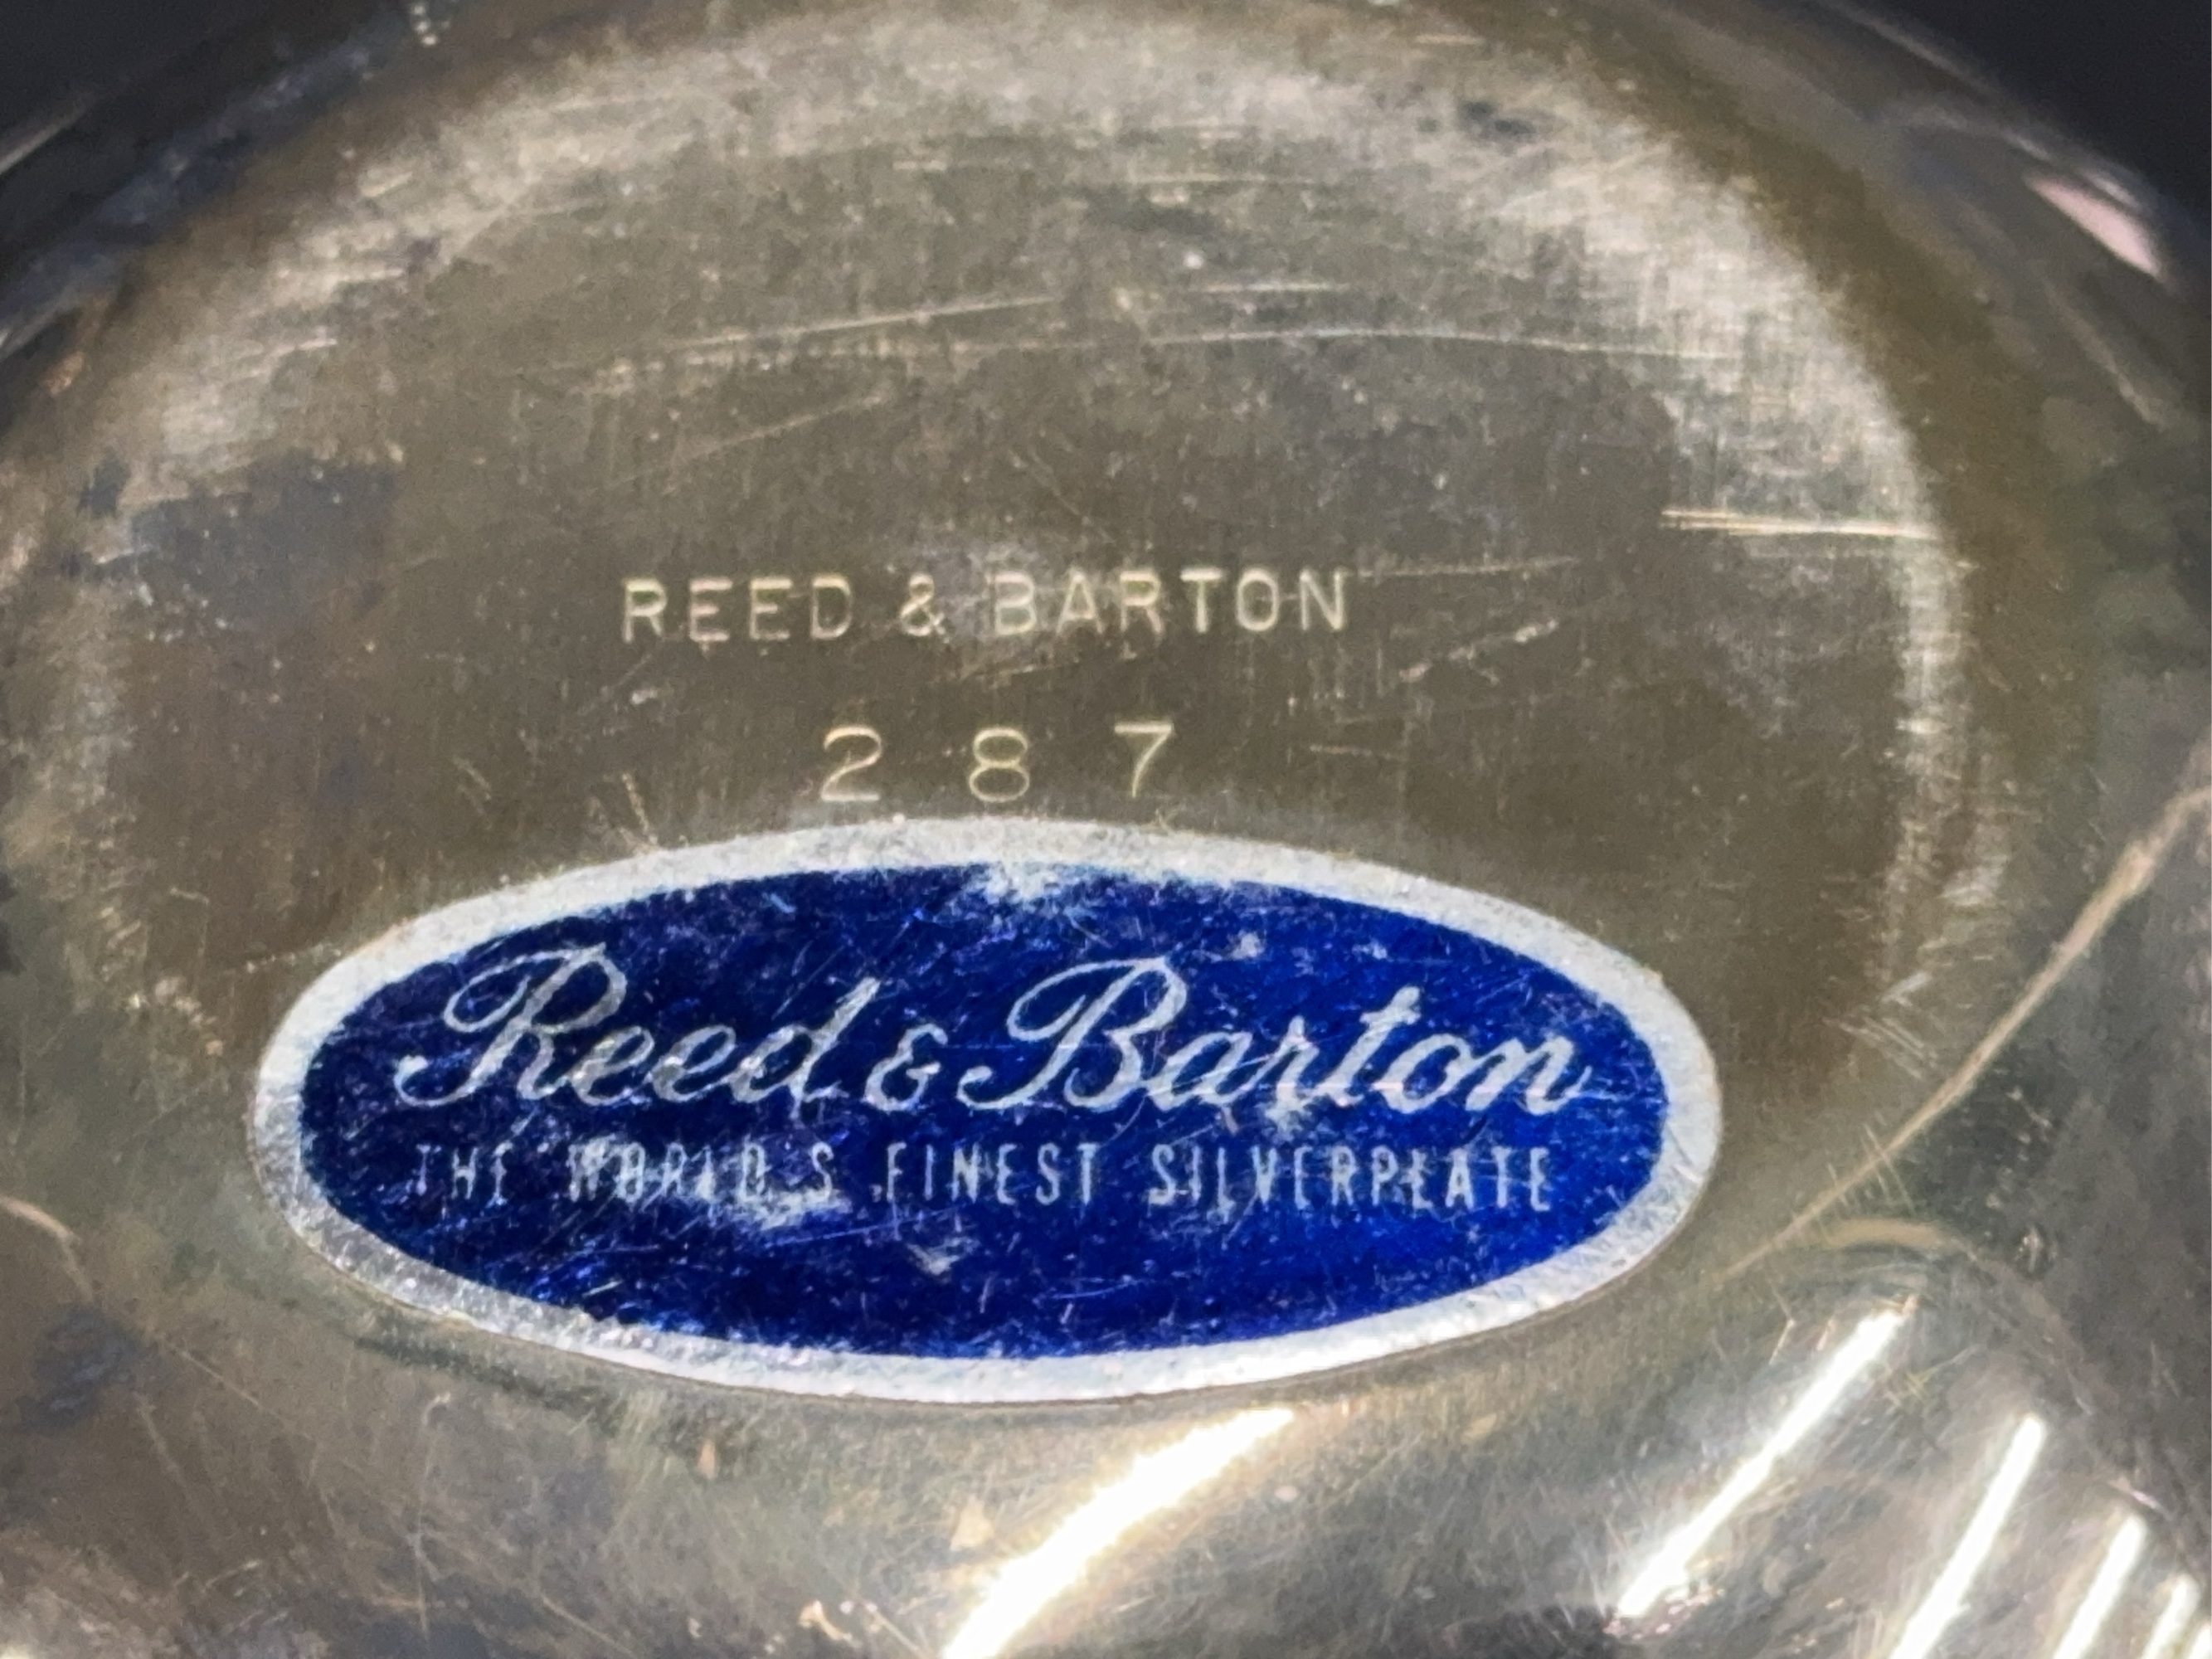 REED & BARTON
287
Reed & Barton
THE WORLD'S FINEST SILVERPLATE